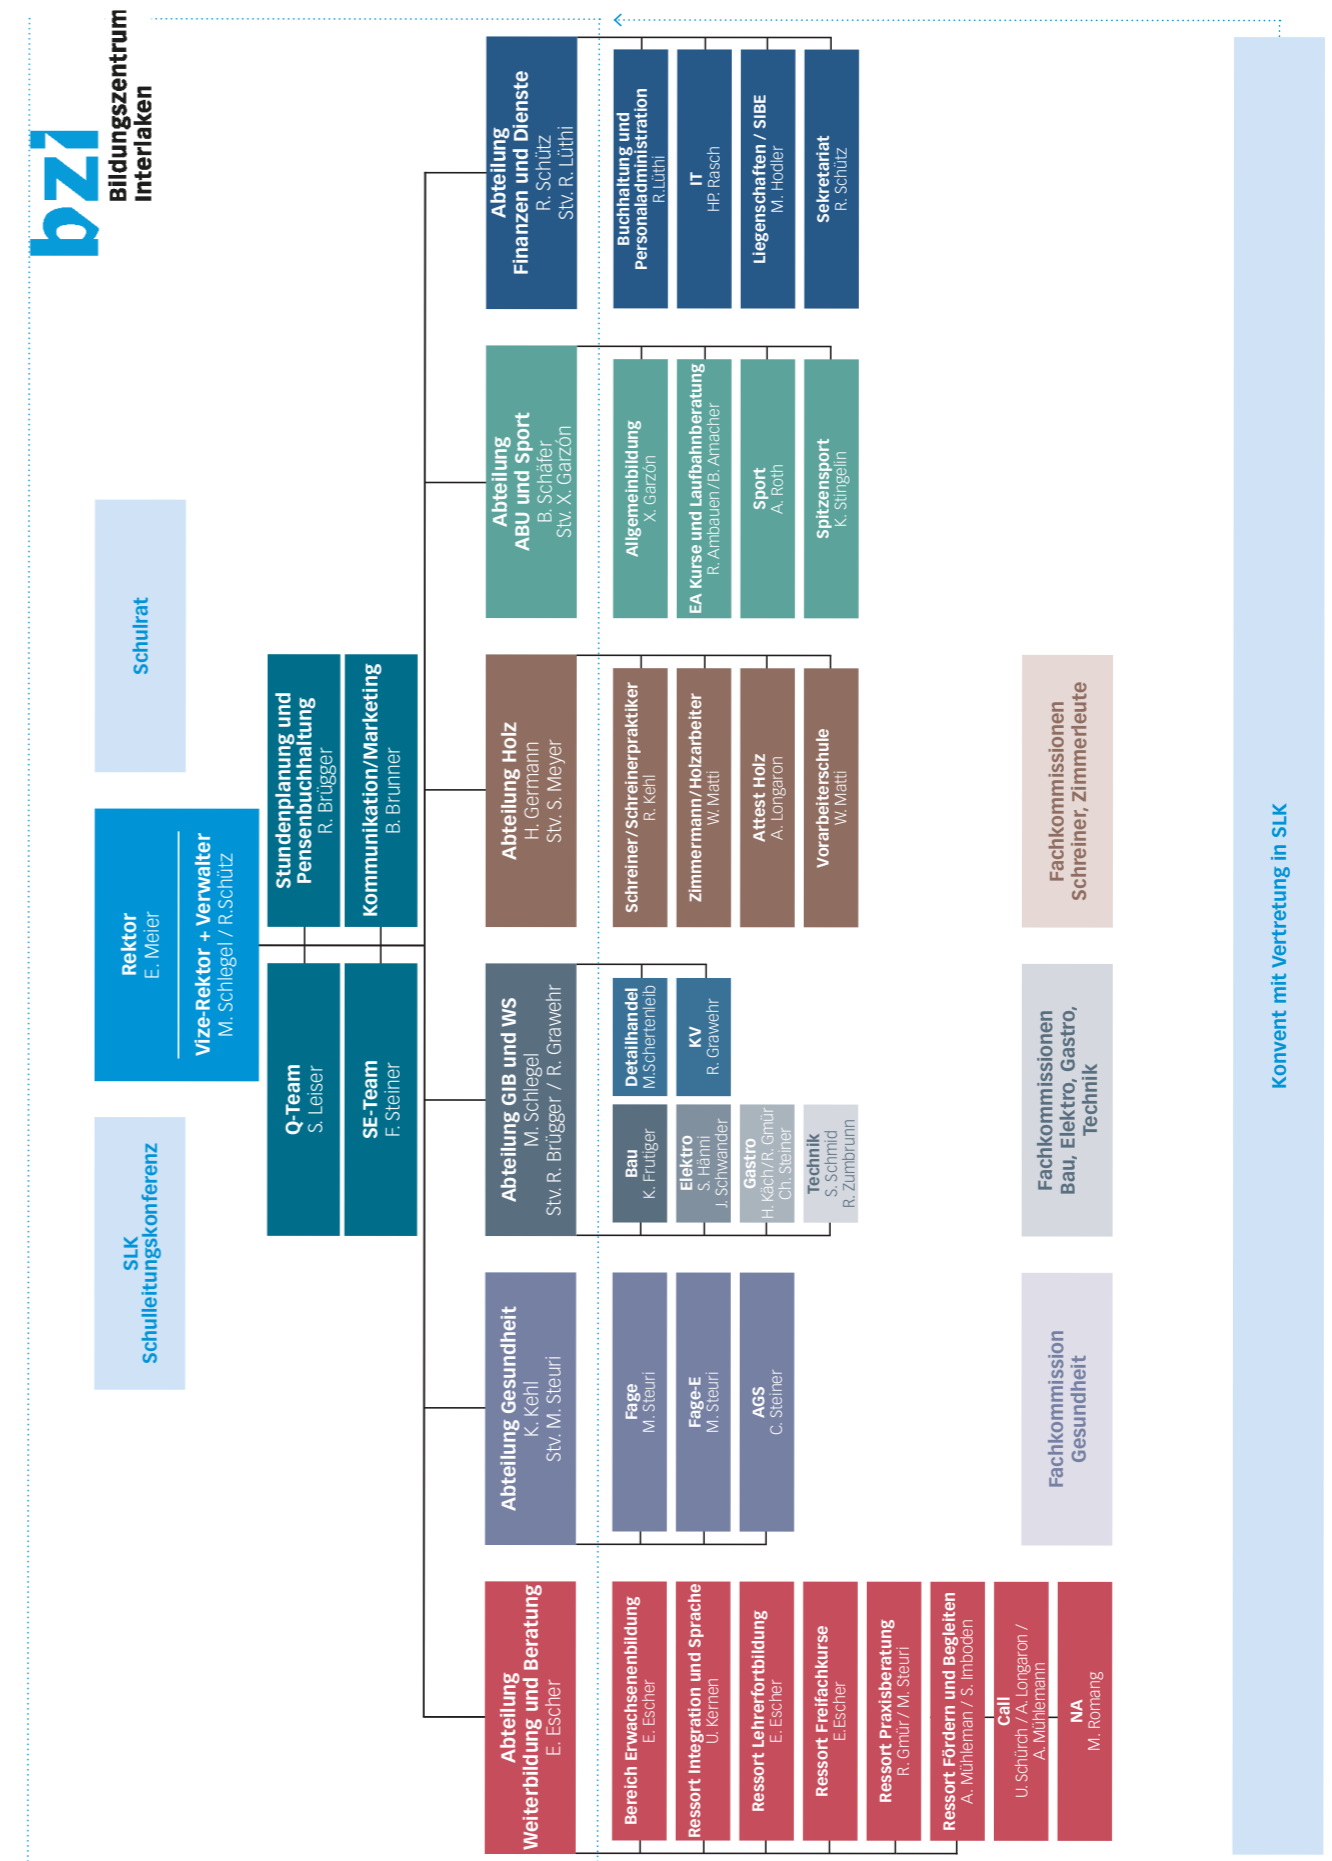 bzi
Bildungszentrum
Interlaken
SLK
Schulleitungskonferenz
Rektor
E. Meier
Vize-Rektor + Verwalter
M. Schlegel / R.Schütz
Schulrat
Q-Team
S. Leiser
Stundenplanung und
Pensenbuchhaltung
R. Brügger
SE-Team
F. Steiner
Kommunikation/Marketing
B. Brunner
Abteilung
Weiterbildung und Beratung
E. Escher
Bereich Erwachsenenbildung
E. Escher
Ressort Integration und Sprache
U. Kernen
Ressort Lehrerfortbildung
E. Escher
Ressort Freifachkurse
E.Escher
Ressort Praxisberatung
R. Gmür / M. Steuri
Ressort Fördern und Begleiten
A. Mühleman / S. Imboden
Call
U. Schürch / A. Longaron /
A. Mühlemann
NA
M. Romang
Abteilung Gesundheit
K. Kehl
Stv. M. Steuri
Fage
M. Steuri
Fage-E
M. Steuri
AGS
C. Steiner
Fachkommission
Gesundheit
Abteilung GIB und WS
M. Schlegel
Stv. R. Brügger / R. Grawehr
Bau
K. Frutiger
Elektro
S. Hänni
J. Schwander
Gastro
H. Käch/R. Gmür
Ch. Steiner
Technik
S. Schmid
R. Zumbrunn
Detailhandel
M.Schertenleib
KV
R. Grawehr
Fachkommissionen
Bau, Elektro, Gastro,
Technik
Abteilung Holz
H. Germann
Stv. S. Meyer
Schreiner/Schreinerpraktiker
R. Kehl
Zimmermann/Holzarbeiter
W. Matti
Attest Holz
A. Longaron
Vorarbeiterschule
W. Matti
Fachkommissionen
Schreiner, Zimmerleute
Abteilung
ABU und Sport
B. Schäfer
Stv. X. Garzón
Allgemeinbildung
X. Garzón
EA Kurse und Laufbahnberatung
R. Ambauen/B. Amacher
Sport
A. Roth
Spitzensport
K. Stingelin
Abteilung
Finanzen und Dienste
R. Schütz
Stv. R. Lüthi
Buchhaltung und
Personaladministration
R.Lüthi
IT
HP. Rasch
Liegenschaften / SIBE
M. Hodler
Sekretariat
R. Schütz
Konvent mit Vertretung in SLK